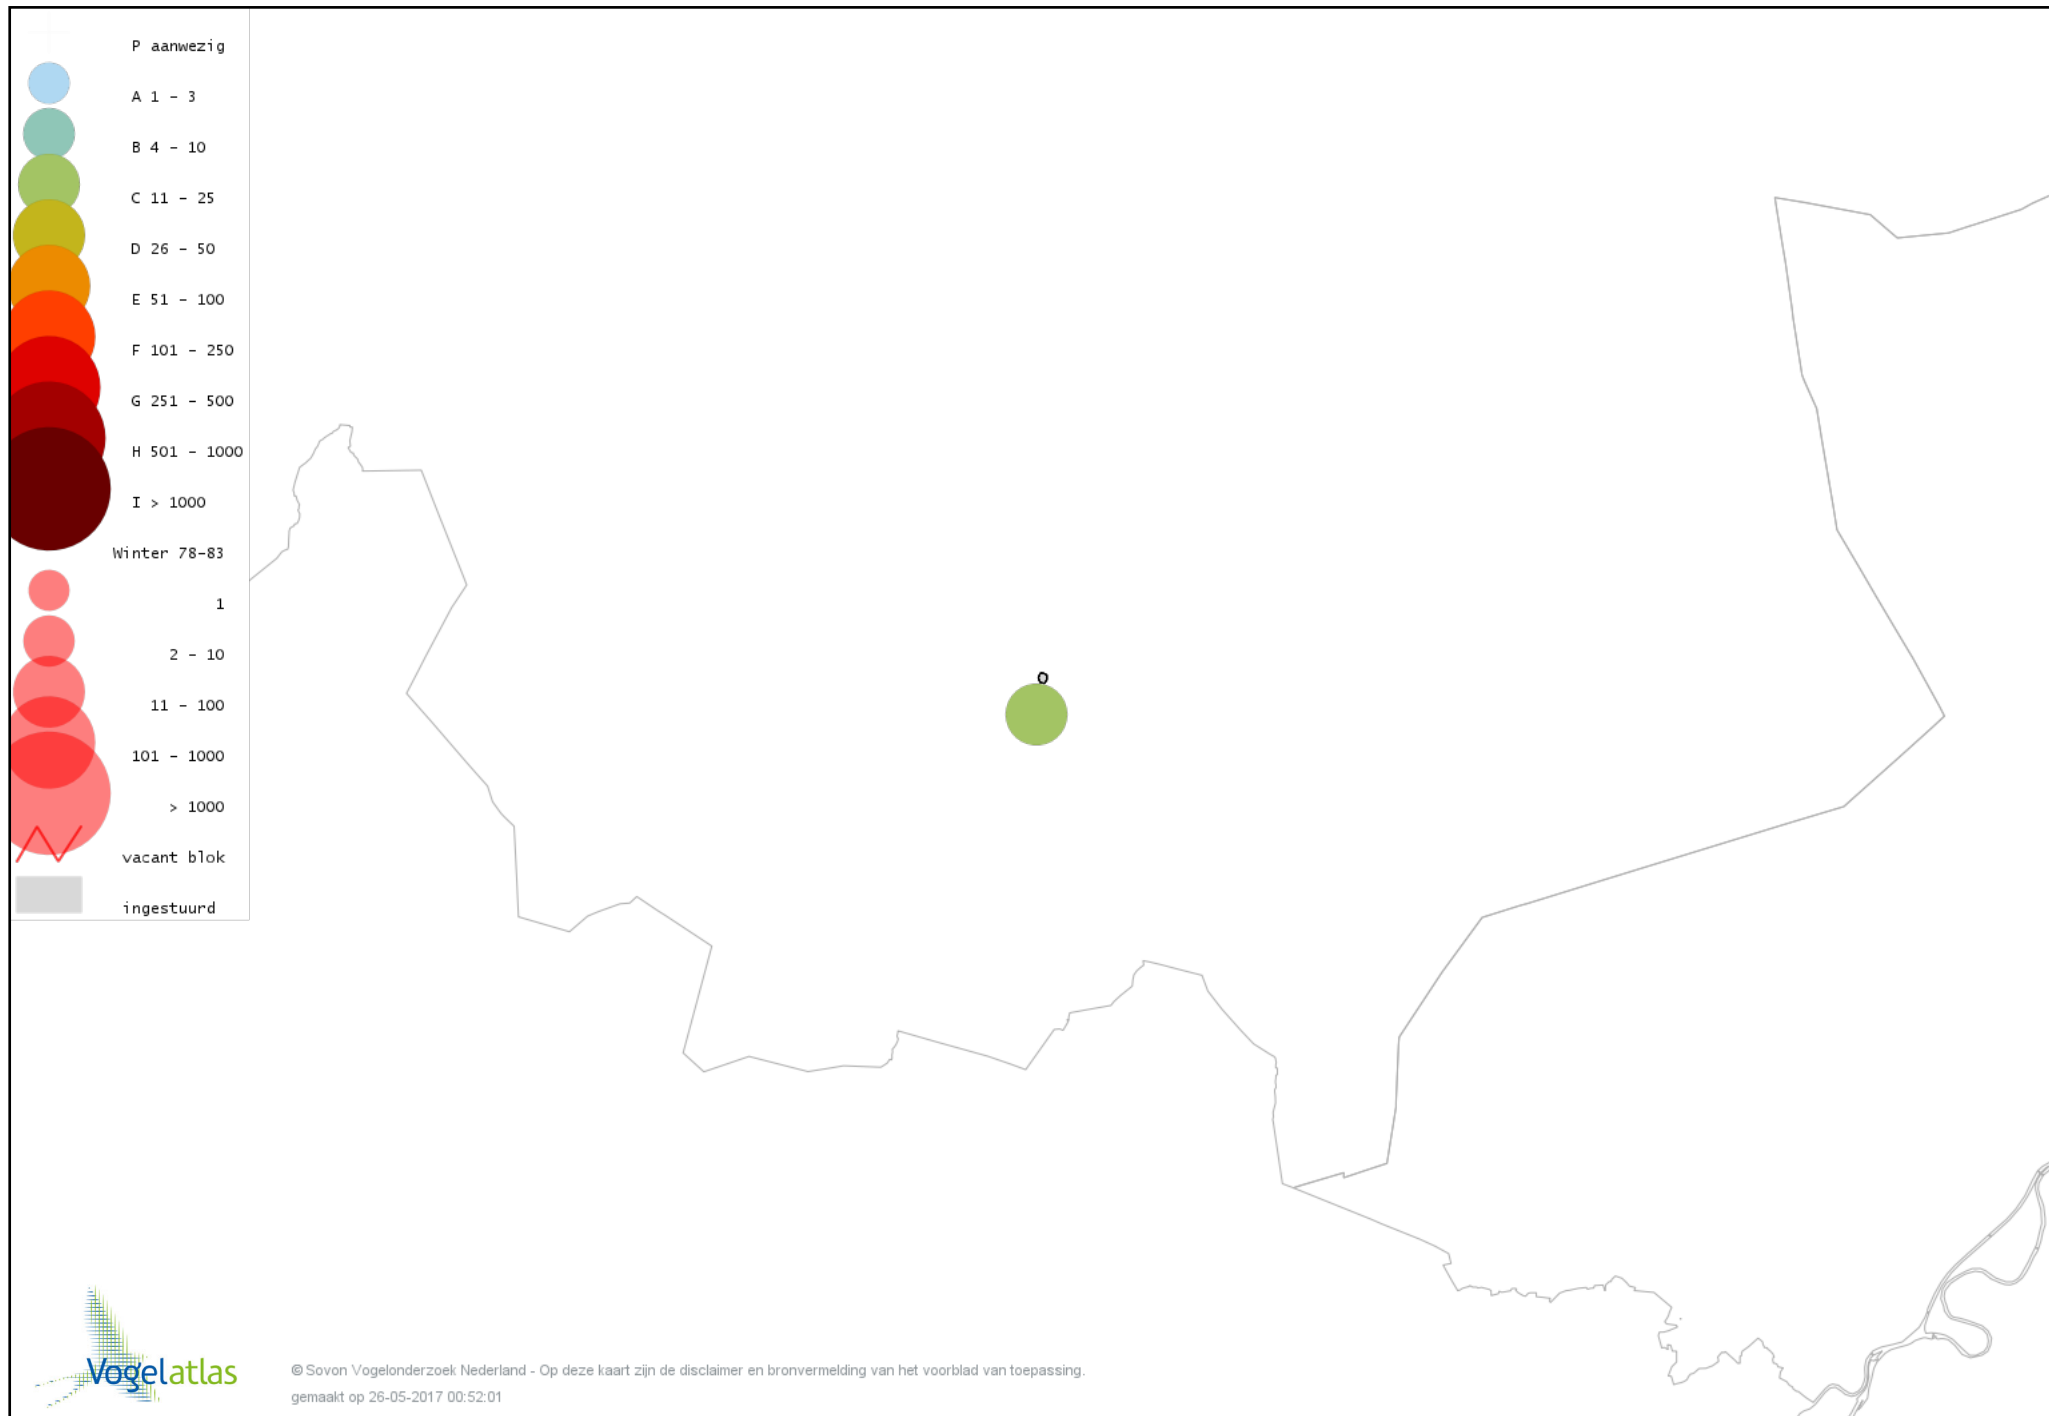 P aanwezig
A 1 - 3
B 4 - 10
C 11 - 25
D 26 - 50
E 51 - 100
F 101 - 250
G 251 - 500
H 501 - 1000
I > 1000
Winter 78-83
1
2 - 10
11 - 100
101 - 1000
> 1000
vacant blok
ingestuurd
Vogelatlas
© Sovon Vogelonderzoek Nederland - Op deze kaart zijn de disclaimer en bronvermelding van het voorblad van toepassing.
gemaakt op 26-05-2017 00:52:01